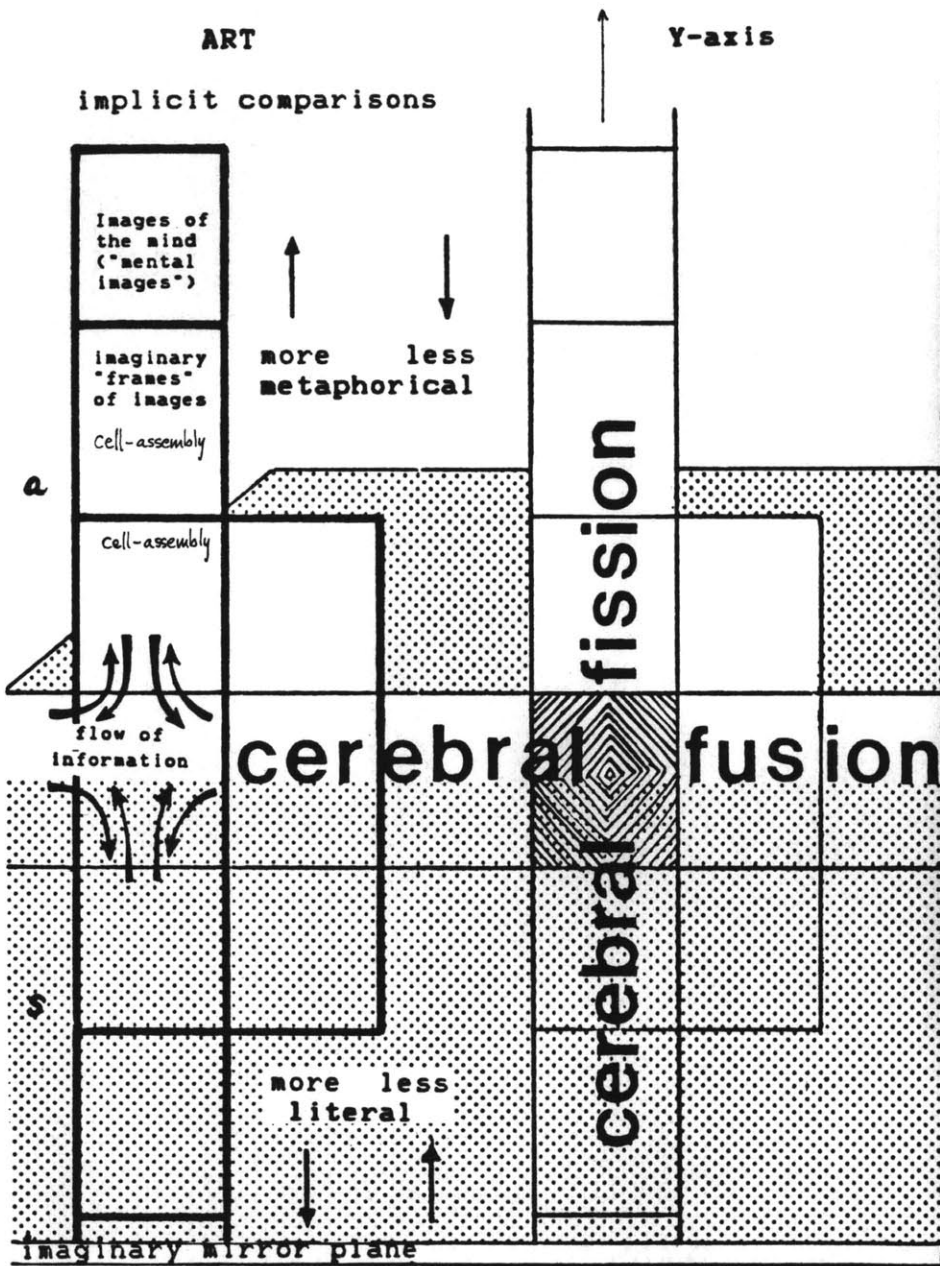 ART
Y-axis
implicit comparisons
Images of
the mind
("mental
images")
more less
metaphorical
imaginary
"frames"
of images
cell-assembly
a
cell-assembly
flow of
information
cerebral fusion
cerebral fission
s
more less
literal
imaginary mirror plane